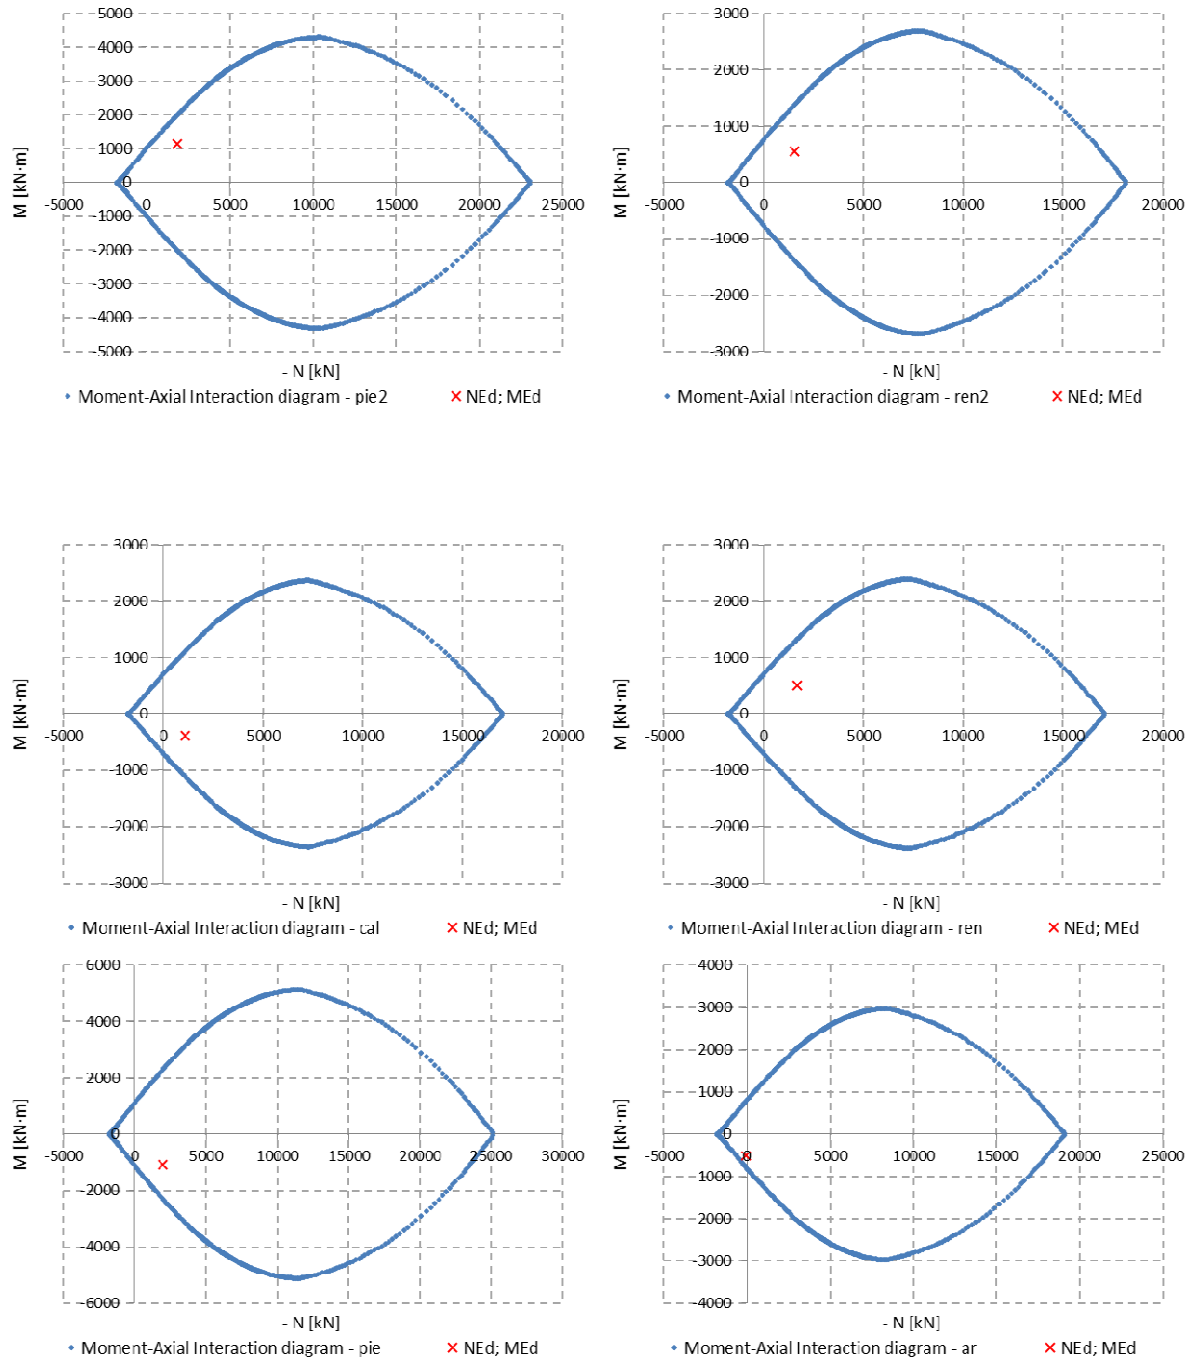 5000
4000
3000
2000
1000
0
-1000
-2000
-3000
-4000
-5000
-5000 0 5000 10000 15000 20000 25000
M [kN·m]
- N [kN]
Moment-Axial Interaction diagram - pie2 NEd; MEd
3000
2000
1000
0
-1000
-2000
-3000
-5000 0 5000 10000 15000 20000
M [kN·m]
- N [kN]
Moment-Axial Interaction diagram - ren2 NEd; MEd
3000
2000
1000
0
-1000
-2000
-3000
-5000 0 5000 10000 15000 20000
M [kN·m]
- N [kN]
Moment-Axial Interaction diagram - cal NEd; MEd
3000
2000
1000
0
-1000
-2000
-3000
-5000 0 5000 10000 15000 20000
M [kN·m]
- N [kN]
Moment-Axial Interaction diagram - ren NEd; MEd
6000
4000
2000
0
-2000
-4000
-6000
-5000 0 5000 10000 15000 20000 25000 30000
M [kN·m]
- N [kN]
Moment-Axial Interaction diagram - pie NEd; MEd
4000
3000
2000
1000
0
-1000
-2000
-3000
-4000
-5000 0 5000 10000 15000 20000 25000
M [kN·m]
- N [kN]
Moment-Axial Interaction diagram - ar NEd; MEd